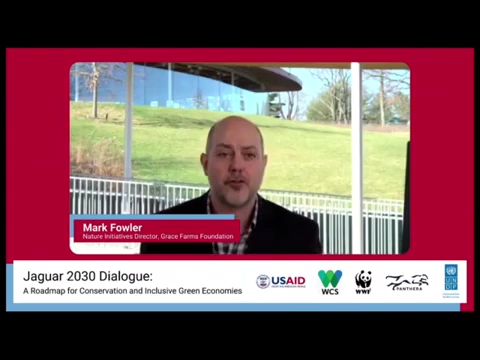 Mark Fowler
Nature Initiatives Director, Grace Farms Foundation
Jaguar 2030 Dialogue:
A Roadmap for Conservation and Inclusive Green Economies
USAID
WCS
WWF
PANTHERA